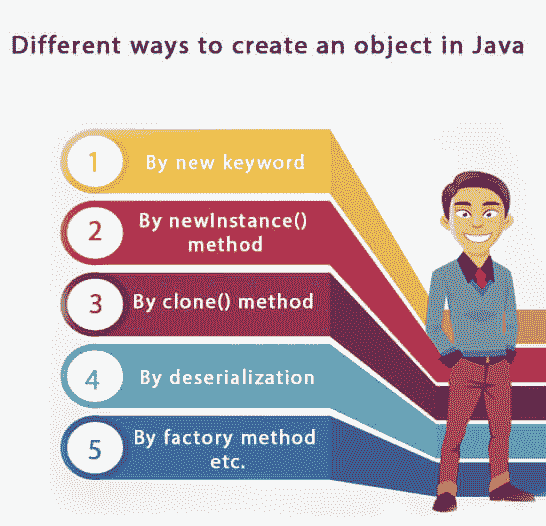 Different ways to create an object in Java
1
By new keyword
2
By newInstance()
method
3
By clone() method
4
By deserialization
5
By factory method
etc.